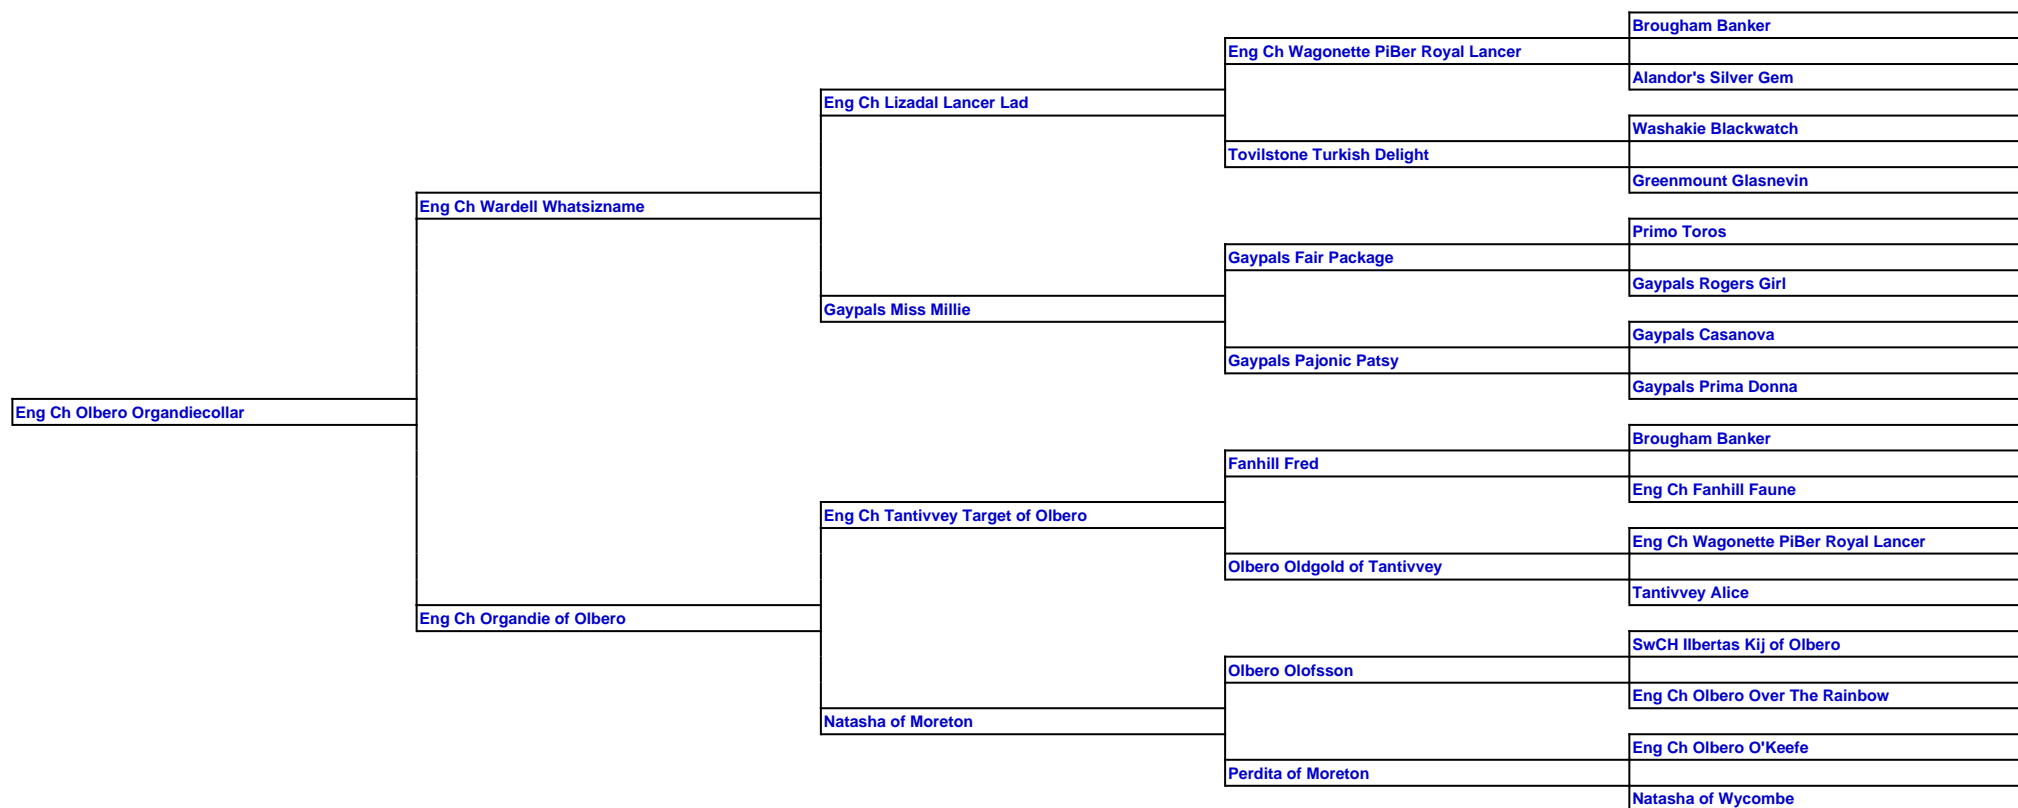 Brougham Banker
Eng Ch Wagonette PiBer Royal Lancer
Alandor's Silver Gem
Eng Ch Lizadal Lancer Lad
Washakie Blackwatch
Tovilstone Turkish Delight
Greenmount Glasnevin
Eng Ch Wardell Whatsizname
Primo Toros
Gaypals Fair Package
Gaypals Rogers Girl
Gaypals Miss Millie
Gaypals Casanova
Gaypals Pajonic Patsy
Gaypals Prima Donna
Eng Ch Olbero Organdiecollar
Brougham Banker
Fanhill Fred
Eng Ch Fanhill Faune
Eng Ch Tantivvey Target of Olbero
Eng Ch Wagonette PiBer Royal Lancer
Olbero Oldgold of Tantivvey
Tantivvey Alice
Eng Ch Organdie of Olbero
SwCH Ilbertas Kij of Olbero
Olbero Olofsson
Eng Ch Olbero Over The Rainbow
Natasha of Moreton
Eng Ch Olbero O'Keefe
Perdita of Moreton
Natasha of Wycombe